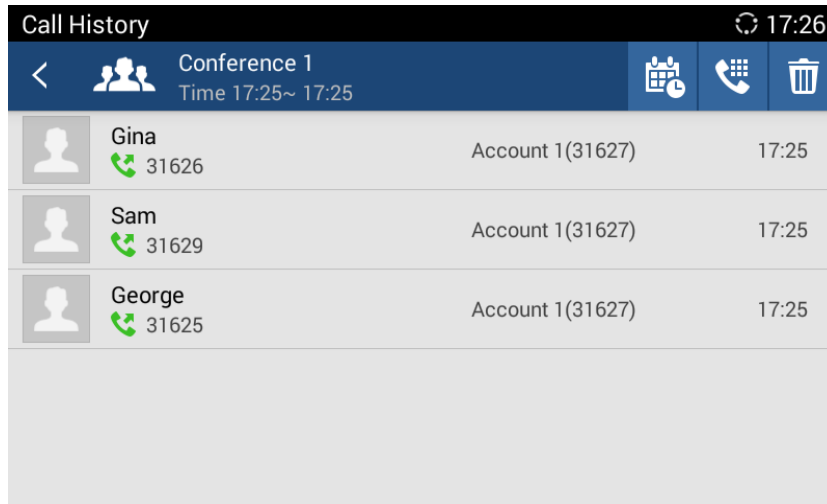 Call History 17:26
Conference 1
Time 17:25~ 17:25
Gina
31626 Account 1(31627) 17:25
Sam
31629 Account 1(31627) 17:25
George
31625 Account 1(31627) 17:25